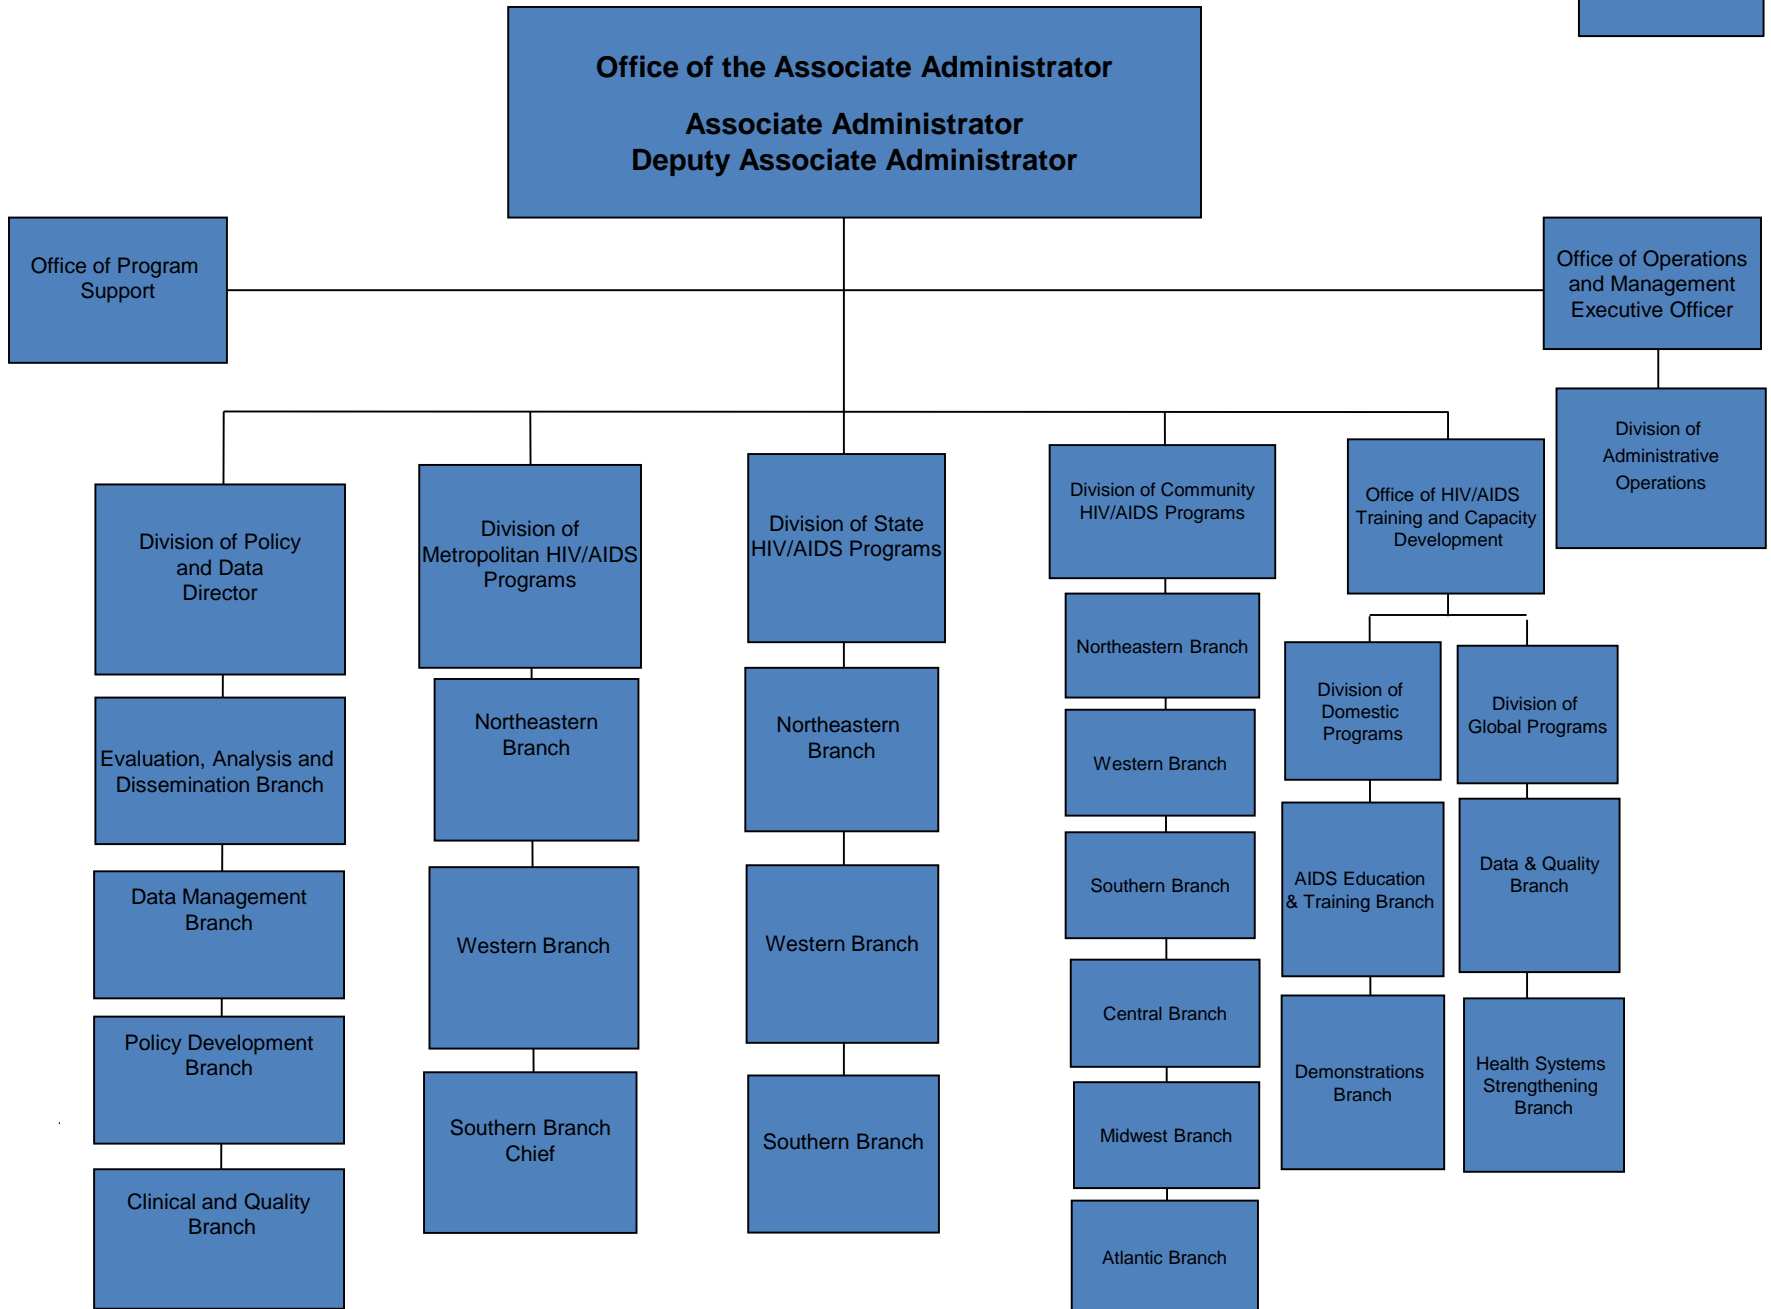 Office of the Associate Administrator
Associate Administrator
Deputy Associate Administrator
Office of Program
Support
Office of Operations
and Management
Executive Officer
Division of
Administrative
Operations
Division of Policy
and Data
Director
Evaluation, Analysis and
Dissemination Branch
Data Management
Branch
Policy Development
Branch
Clinical and Quality
Branch
Division of
Metropolitan HIV/AIDS
Programs
Northeastern
Branch
Western Branch
Southern Branch
Chief
Division of State
HIV/AIDS Programs
Northeastern
Branch
Western Branch
Southern Branch
Division of Community
HIV/AIDS Programs
Northeastern Branch
Western Branch
Southern Branch
Central Branch
Midwest Branch
Atlantic Branch
Office of HIV/AIDS
Training and Capacity
Development
Division of
Domestic
Programs
AIDS Education
& Training Branch
Demonstrations
Branch
Division of
Global Programs
Data & Quality
Branch
Health Systems
Strengthening
Branch